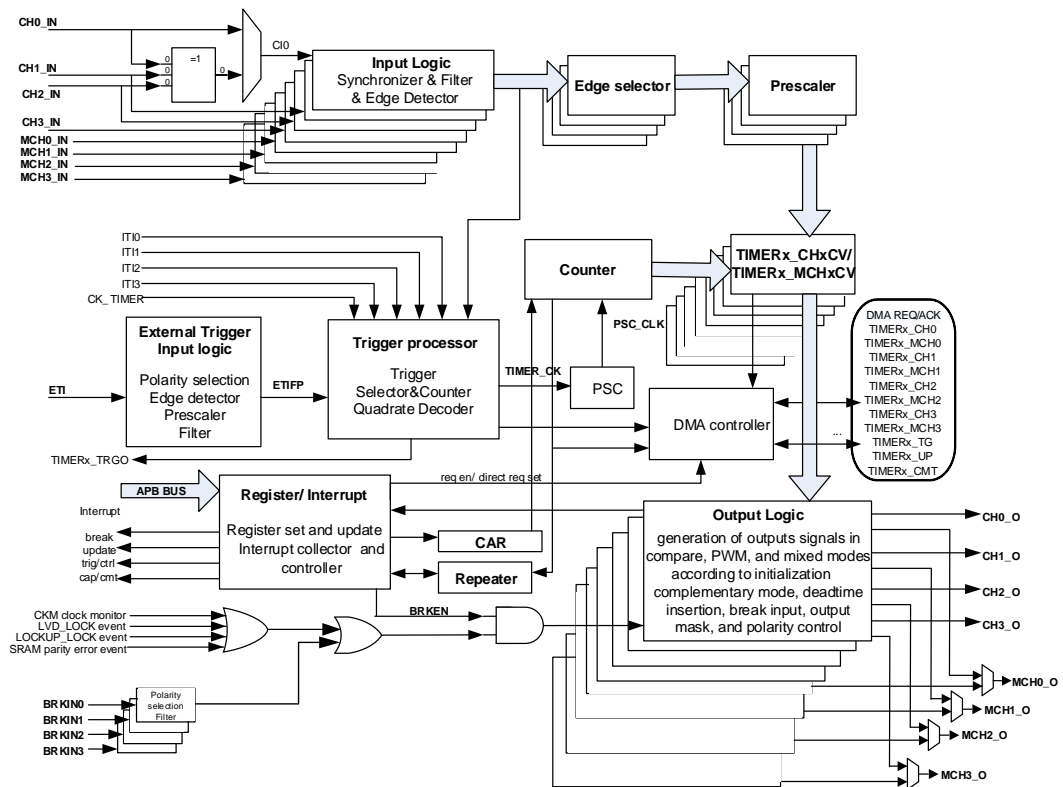 CH0_IN
CI0
=1
0
0
0
0
CH1_IN
CH2_IN
CH3_IN
MCH0_IN
MCH1_IN
MCH2_IN
MCH3_IN
Input Logic
Synchronizer & Filter
& Edge Detector
Edge selector
Prescaler
ITI0
ITI1
ITI2
ITI3
CK_TIMER
Counter
TIMERx_CHxCV/
TIMERx_MCHxCV
PSC_CLK
External Trigger
Input logic
Polarity selection
Edge detector
Prescaler
Filter
ETI
ETIFP
Trigger processor
Trigger
Selector&Counter
Quadrate Decoder
TIMER_CK
PSC
DMA controller
DMA REQ/ACK
TIMERx_CH0
TIMERx_MCH0
TIMERx_CH1
TIMERx_MCH1
TIMERx_CH2
TIMERx_MCH2
TIMERx_CH3
TIMERx_MCH3
TIMERx_TG
TIMERx_UP
TIMERx_CMT
...
TIMERx_TRGO
APB BUS
req en/ direct req set
Interrupt
break
update
trig/ctrl
cap/cmt
Register/ Interrupt
Register set and update
Interrupt collector and
controller
CAR
Repeater
Output Logic
generation of outputs signals in
compare, PWM, and mixed modes
according to initialization
complementary mode, deadtime
insertion, break input, output
mask, and polarity control
CH0_O
CH1_O
CH2_O
CH3_O
MCH0_O
MCH1_O
MCH2_O
MCH3_O
BRKEN
CKM clock monitor
LVD_LOCK event
LOCKUP_LOCK event
SRAM parity error event
BRKIN0
BRKIN1
BRKIN2
BRKIN3
Polarity
selection
Filter